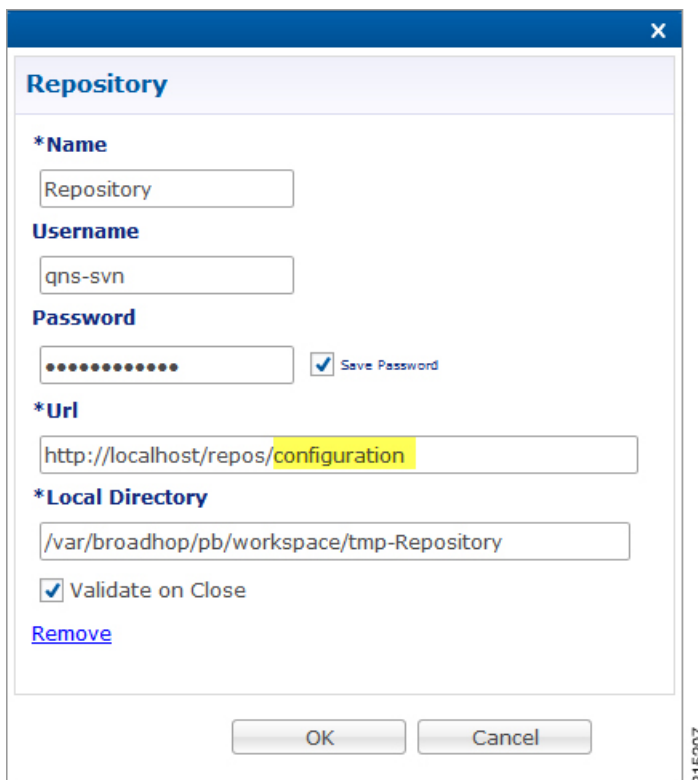 Repository
*Name
Repository
Username
qns-svn
Password
●●●●●●●●●●●●
Save Password
*Url
http://localhost/repos/configuration
*Local Directory
/var/broadhop/pb/workspace/tmp-Repository
Validate on Close
Remove
OK Cancel